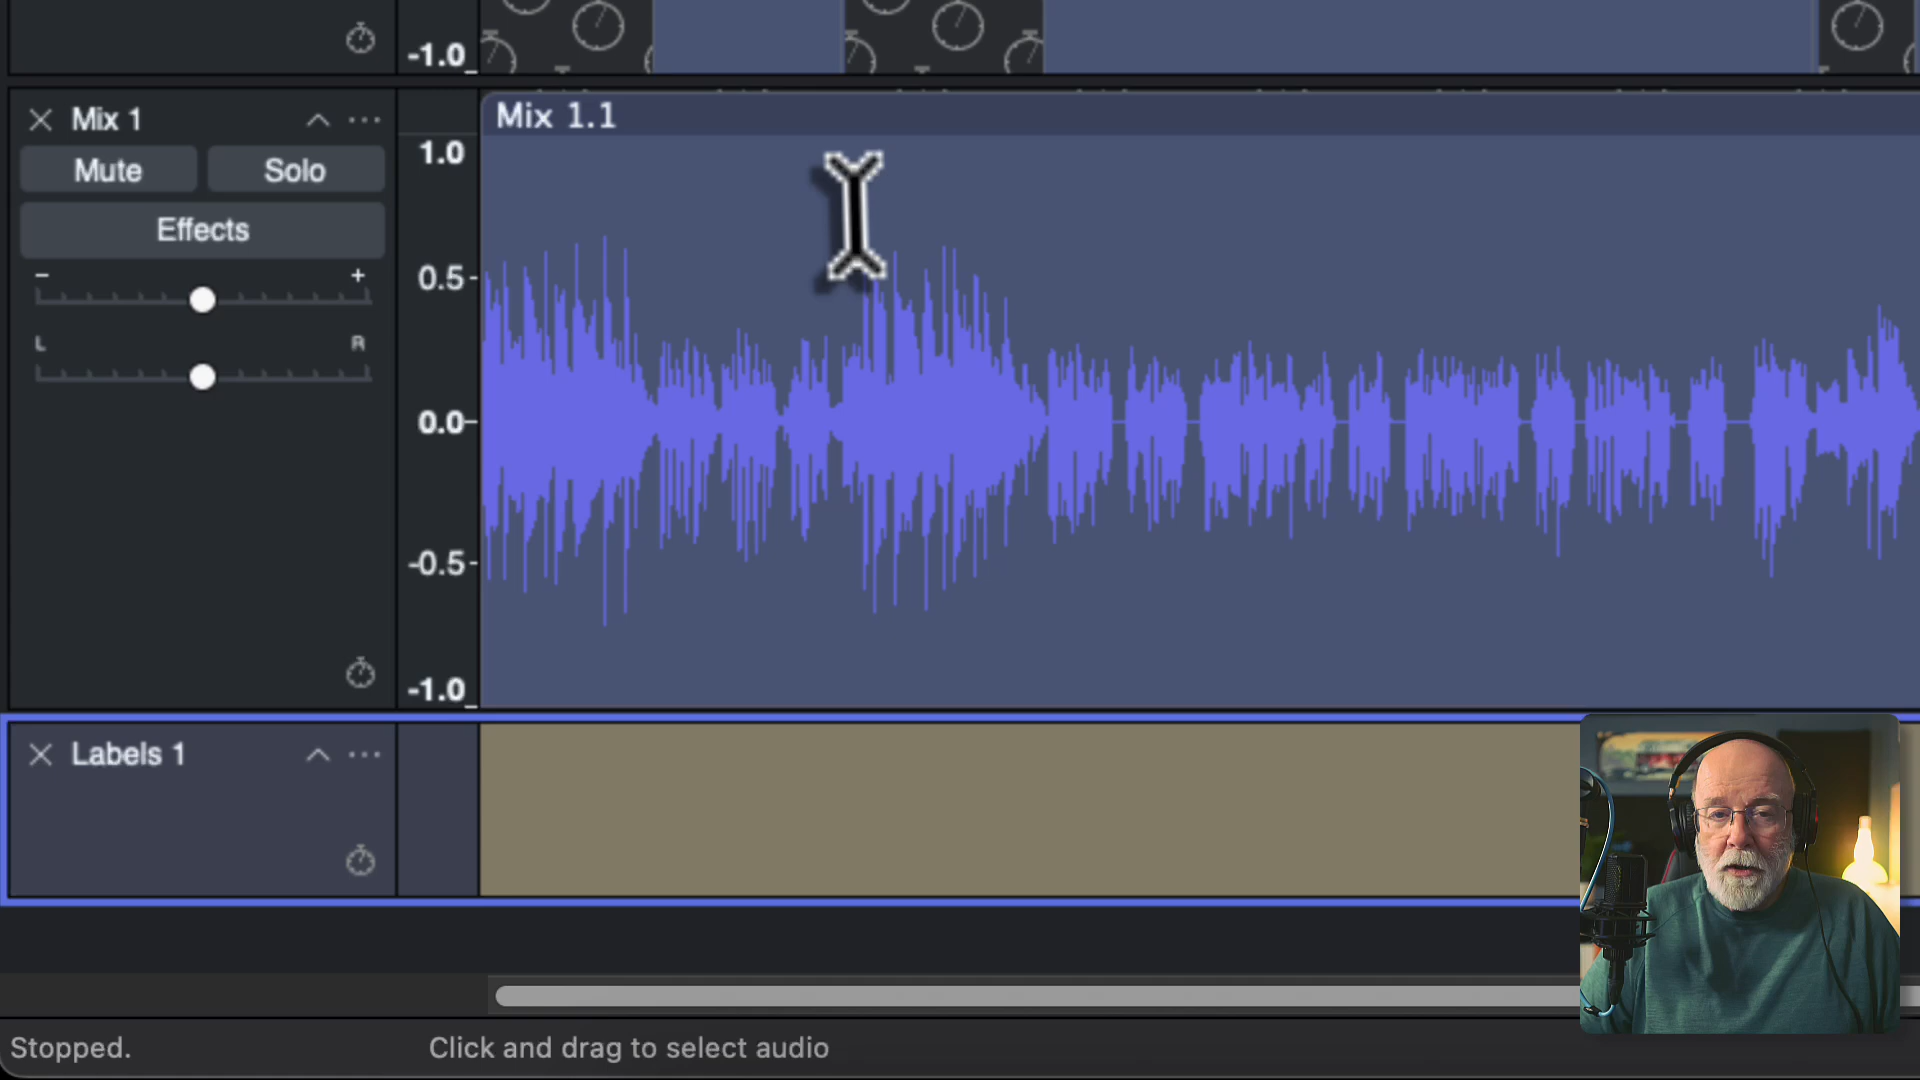 -1.0
Mix 1
Mix 1.1
1.0
Mute
Solo
Effects
- +
0.5
L R
0.0
-0.5
-1.0
Labels 1
Stopped.
Click and drag to select audio